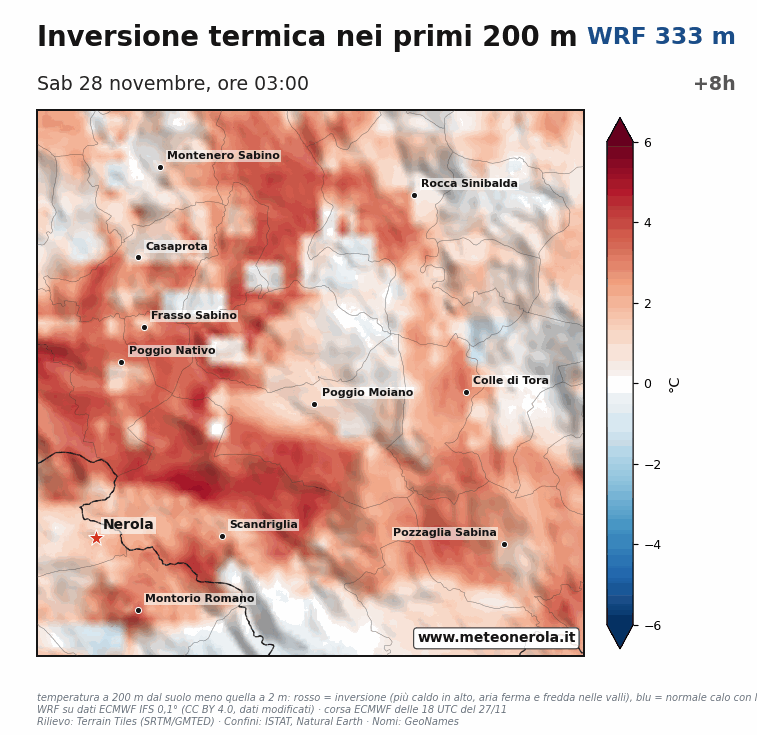 Inversione termica nei primi 200 m WRF 333 m
Sab 28 novembre, ore 03:00
+8h
Montenero Sabino
Rocca Sinibalda
Casaprota
Frasso Sabino
Poggio Nativo
Colle di Tora
Poggio Moiano
Nerola
Scandriglia
Pozzaglia Sabina
Montorio Romano
www.meteonerola.it
6
4
2
0
−2
−4
−6
°C
temperatura a 200 m dal suolo meno quella a 2 m: rosso = inversione (più caldo in alto, aria ferma e fredda nelle valli), blu = normale calo con
WRF su dati ECMWF IFS 0,1° (CC BY 4.0, dati modificati) · corsa ECMWF delle 18 UTC del 27/11
Rilievo: Terrain Tiles (SRTM/GMTED) · Confini: ISTAT, Natural Earth · Nomi: GeoNames